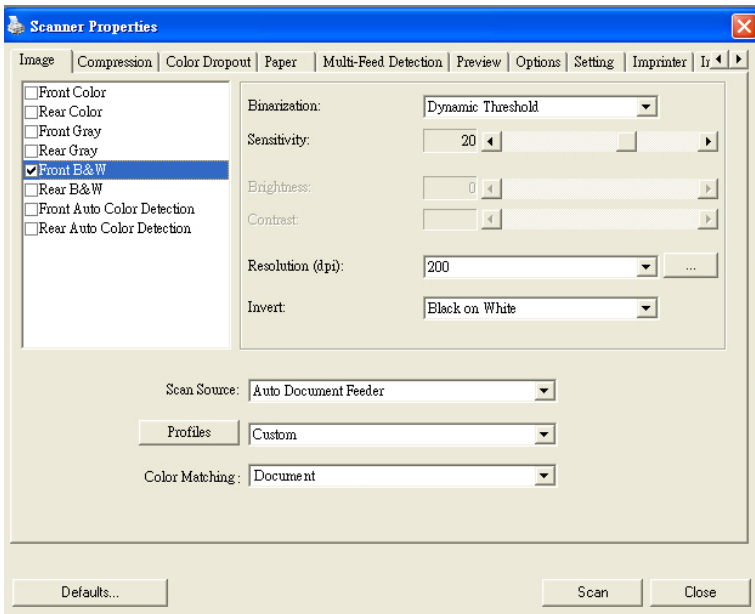 Scanner Properties
Image Compression Color Dropout Paper Multi-Feed Detection Preview Options Setting Imprinter
Front Color
Rear Color
Front Gray
Rear Gray
Front B&W
Rear B&W
Front Auto Color Detection
Rear Auto Color Detection
Binarization: Dynamic Threshold
Sensitivity: 20
Brightness: 0
Contrast:
Resolution (dpi): 200 ...
Invert: Black on White
Scan Source: Auto Document Feeder
Profiles Custom
Color Matching: Document
Defaults... Scan Close